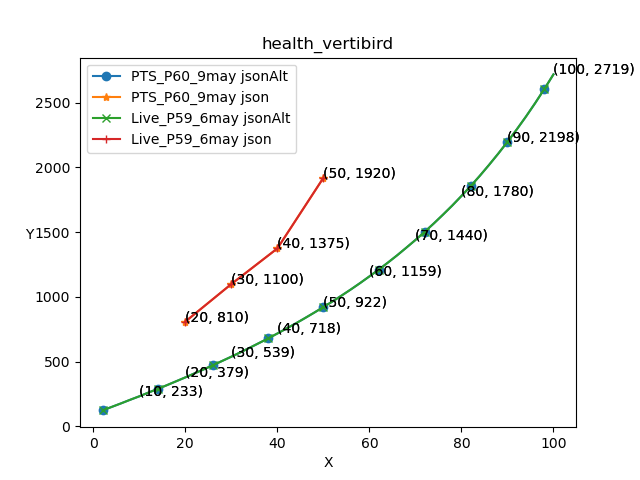 health_vertibird
PTS_P60_9may jsonAlt
PTS_P60_9may json
Live_P59_6may jsonAlt
Live_P59_6may json
(100, 2719)
(90, 2198)
(80, 1780)
(70, 1440)
(60, 1159)
(50, 922)
(40, 718)
(30, 539)
(20, 379)
(10, 233)
(50, 1920)
(40, 1375)
(30, 1100)
(20, 810)
2500
2000
1500
1000
500
0
Y
0 20 40 60 80 100
X